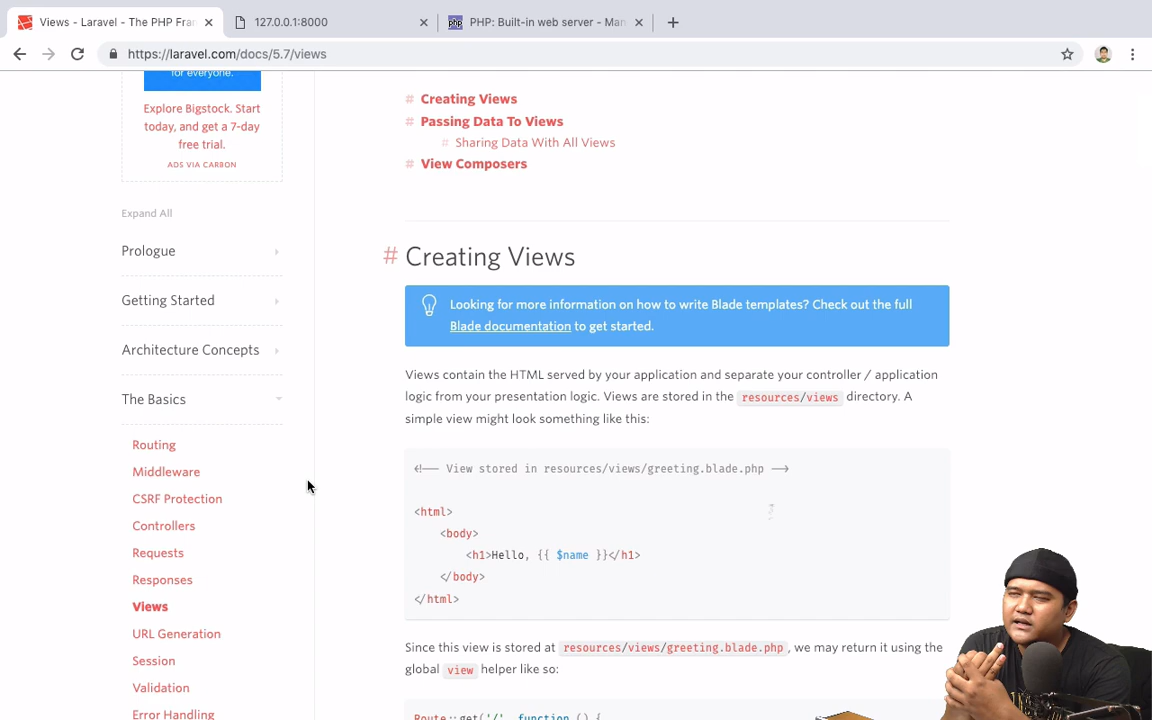 Views - Laravel - The PHP Fra
127.0.0.1:8000
php
PHP: Built-in web server - Man
https://laravel.com/docs/5.7/views
for everyone.
Explore Bigstock. Start
today, and get a 7-day
free trial.
ADS VIA CARBON
Expand All
Prologue
Getting Started
Architecture Concepts
The Basics
Routing
Middleware
CSRF Protection
Controllers
Requests
Responses
Views
URL Generation
Session
Validation
Error Handling
# Creating Views
# Passing Data To Views
# Sharing Data With All Views
# View Composers
# Creating Views
Looking for more information on how to write Blade templates? Check out the full
Blade documentation to get started.
Views contain the HTML served by your application and separate your controller / application
logic from your presentation logic. Views are stored in the resources/views directory. A
simple view might look something like this:
<!-- View stored in resources/views/greeting.blade.php -->
<html>
<body>
<h1>Hello, {{ $name }}</h1>
</body>
</html>
Since this view is stored at resources/views/greeting.blade.php, we may return it using the
global view helper like so:
Route::get('/', function () {